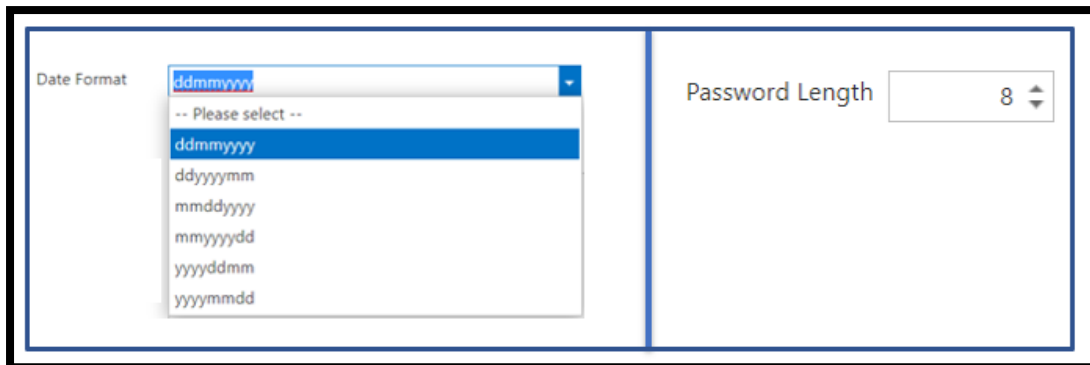 Date Format
ddmmyyyy
-- Please select --
ddmmyyyy
ddyyyymm
mmddyyyy
mmyyyydd
yyyyddmm
yyyymmdd
Password Length 8